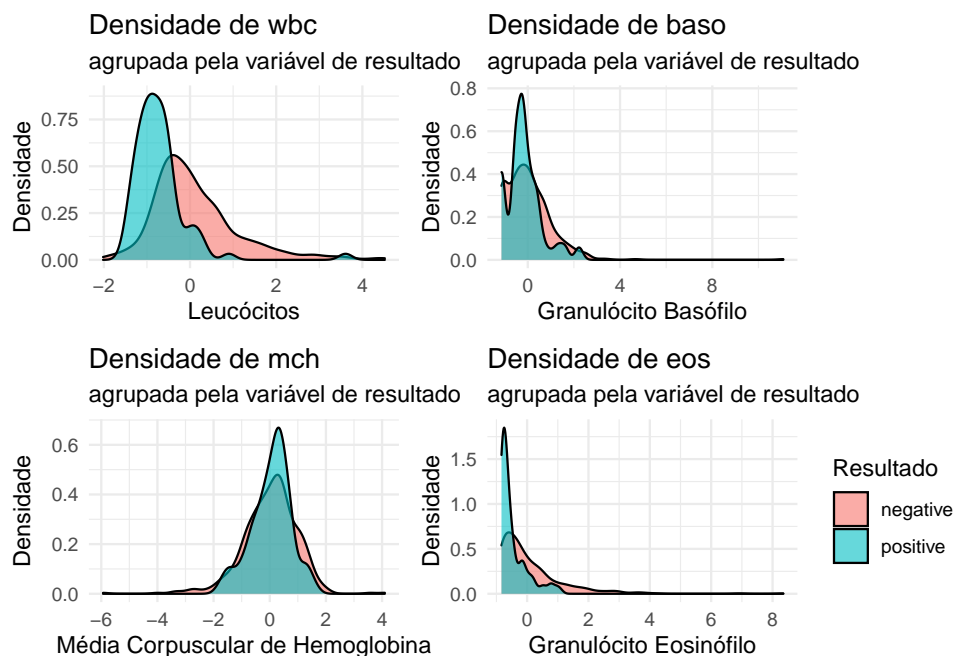 Densidade de wbc
agrupada pela variável de resultado
Densidade
0.75
0.50
0.25
0.00
−2 0 2 4
Leucócitos
Densidade de baso
agrupada pela variável de resultado
Densidade
0.8
0.6
0.4
0.2
0.0
0 4 8
Granulócito Basófilo
Densidade de mch
agrupada pela variável de resultado
Densidade
0.6
0.4
0.2
0.0
−6 −4 −2 0 2 4
Média Corpuscular de Hemoglobina
Densidade de eos
agrupada pela variável de resultado
Densidade
1.5
1.0
0.5
0.0
0 2 4 6 8
Granulócito Eosinófilo
Resultado
negative
positive